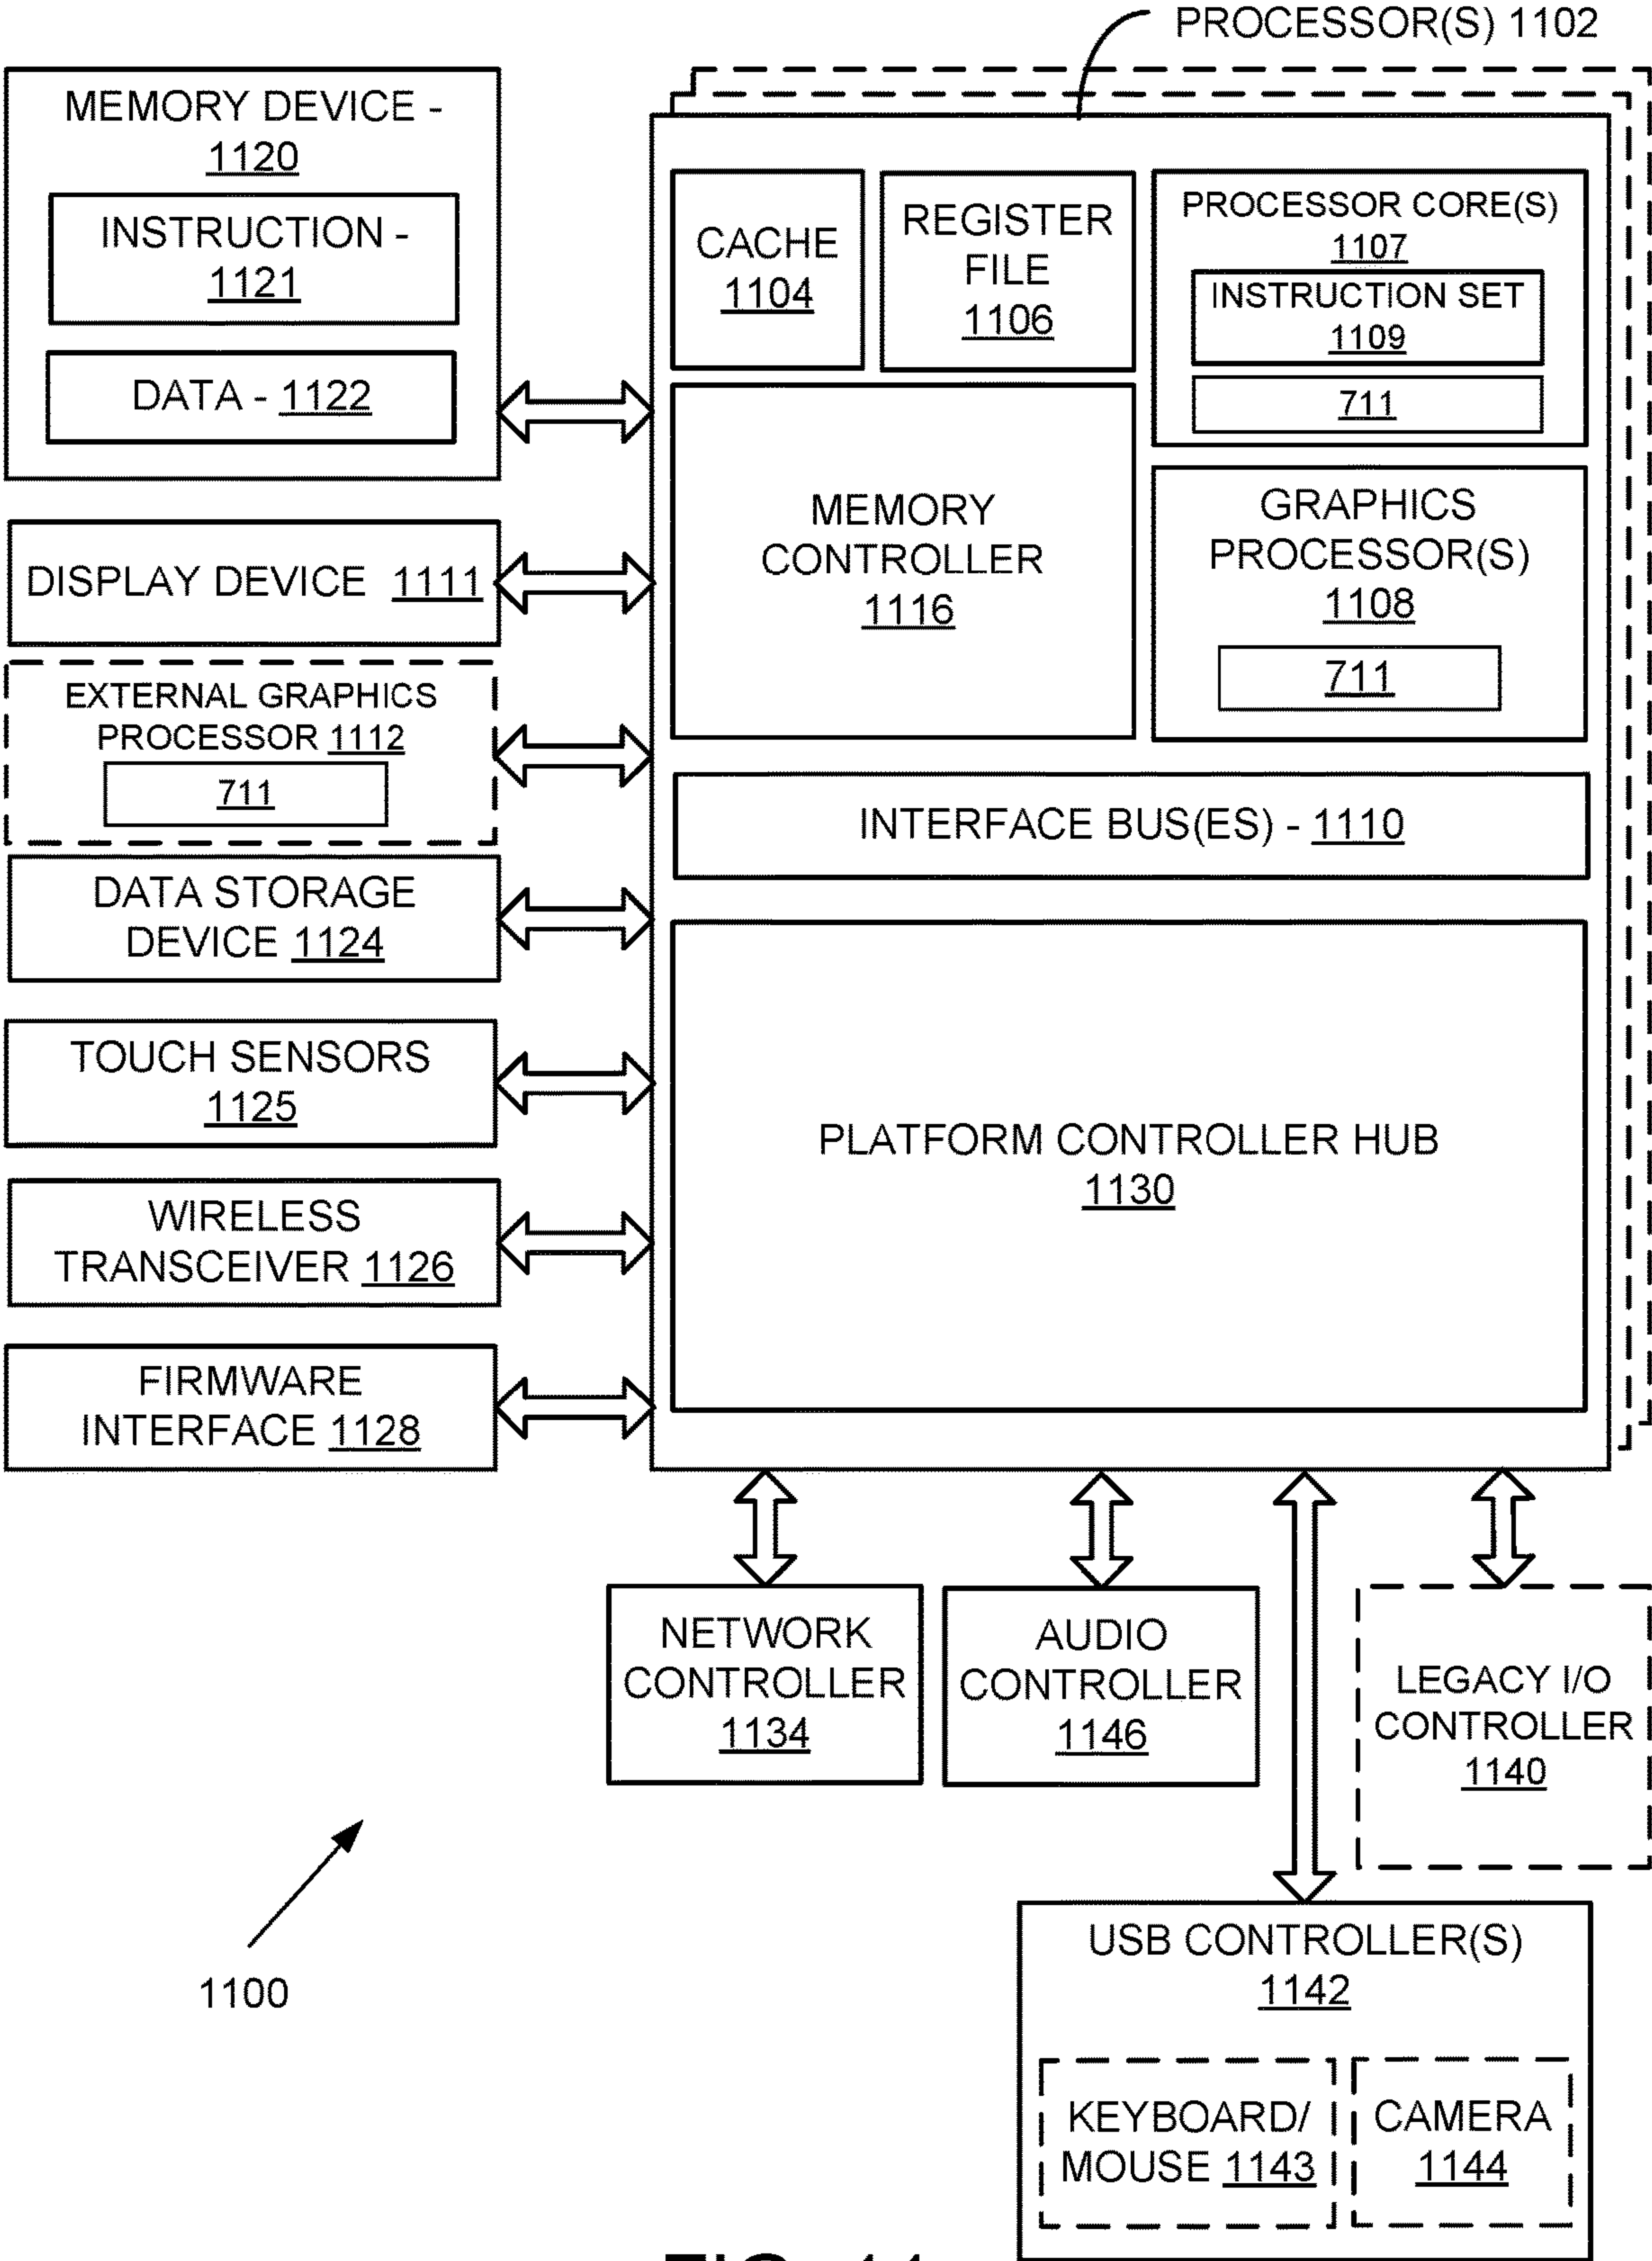 PROCESSOR(S) 1102
MEMORY DEVICE -
1120
INSTRUCTION -
1121
DATA - 1122
DISPLAY DEVICE 1111
EXTERNAL GRAPHICS
PROCESSOR 1112
711
DATA STORAGE
DEVICE 1124
TOUCH SENSORS
1125
WIRELESS
TRANSCEIVER 1126
FIRMWARE
INTERFACE 1128
CACHE
1104
REGISTER
FILE
1106
PROCESSOR CORE(S)
1107
INSTRUCTION SET
1109
711
MEMORY
CONTROLLER
1116
GRAPHICS
PROCESSOR(S)
1108
711
INTERFACE BUS(ES) - 1110
PLATFORM CONTROLLER HUB
1130
NETWORK
CONTROLLER
1134
AUDIO
CONTROLLER
1146
LEGACY I/O
CONTROLLER
1140
USB CONTROLLER(S)
1142
KEYBOARD/
MOUSE 1143
CAMERA
1144
1100
FIG. 11